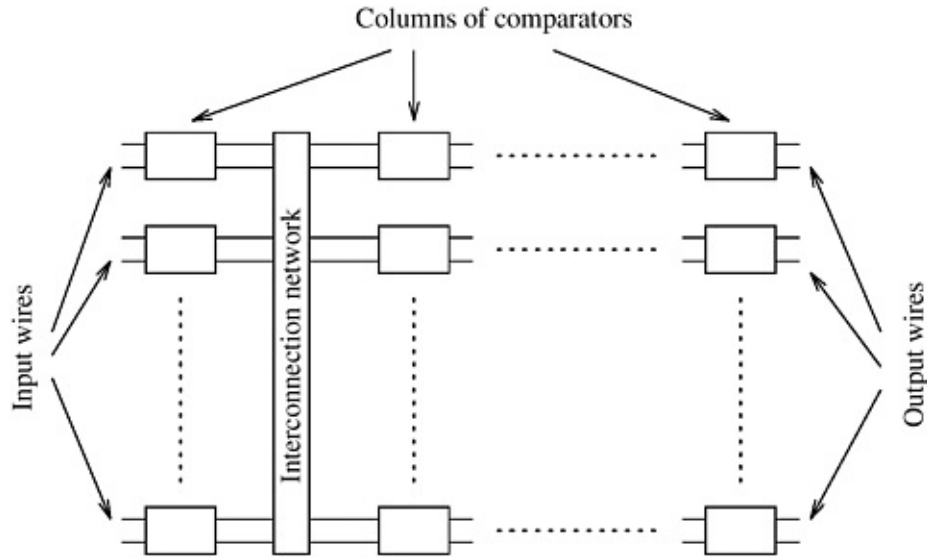 Columns of comparators
Input wires
Interconnection network
Output wires